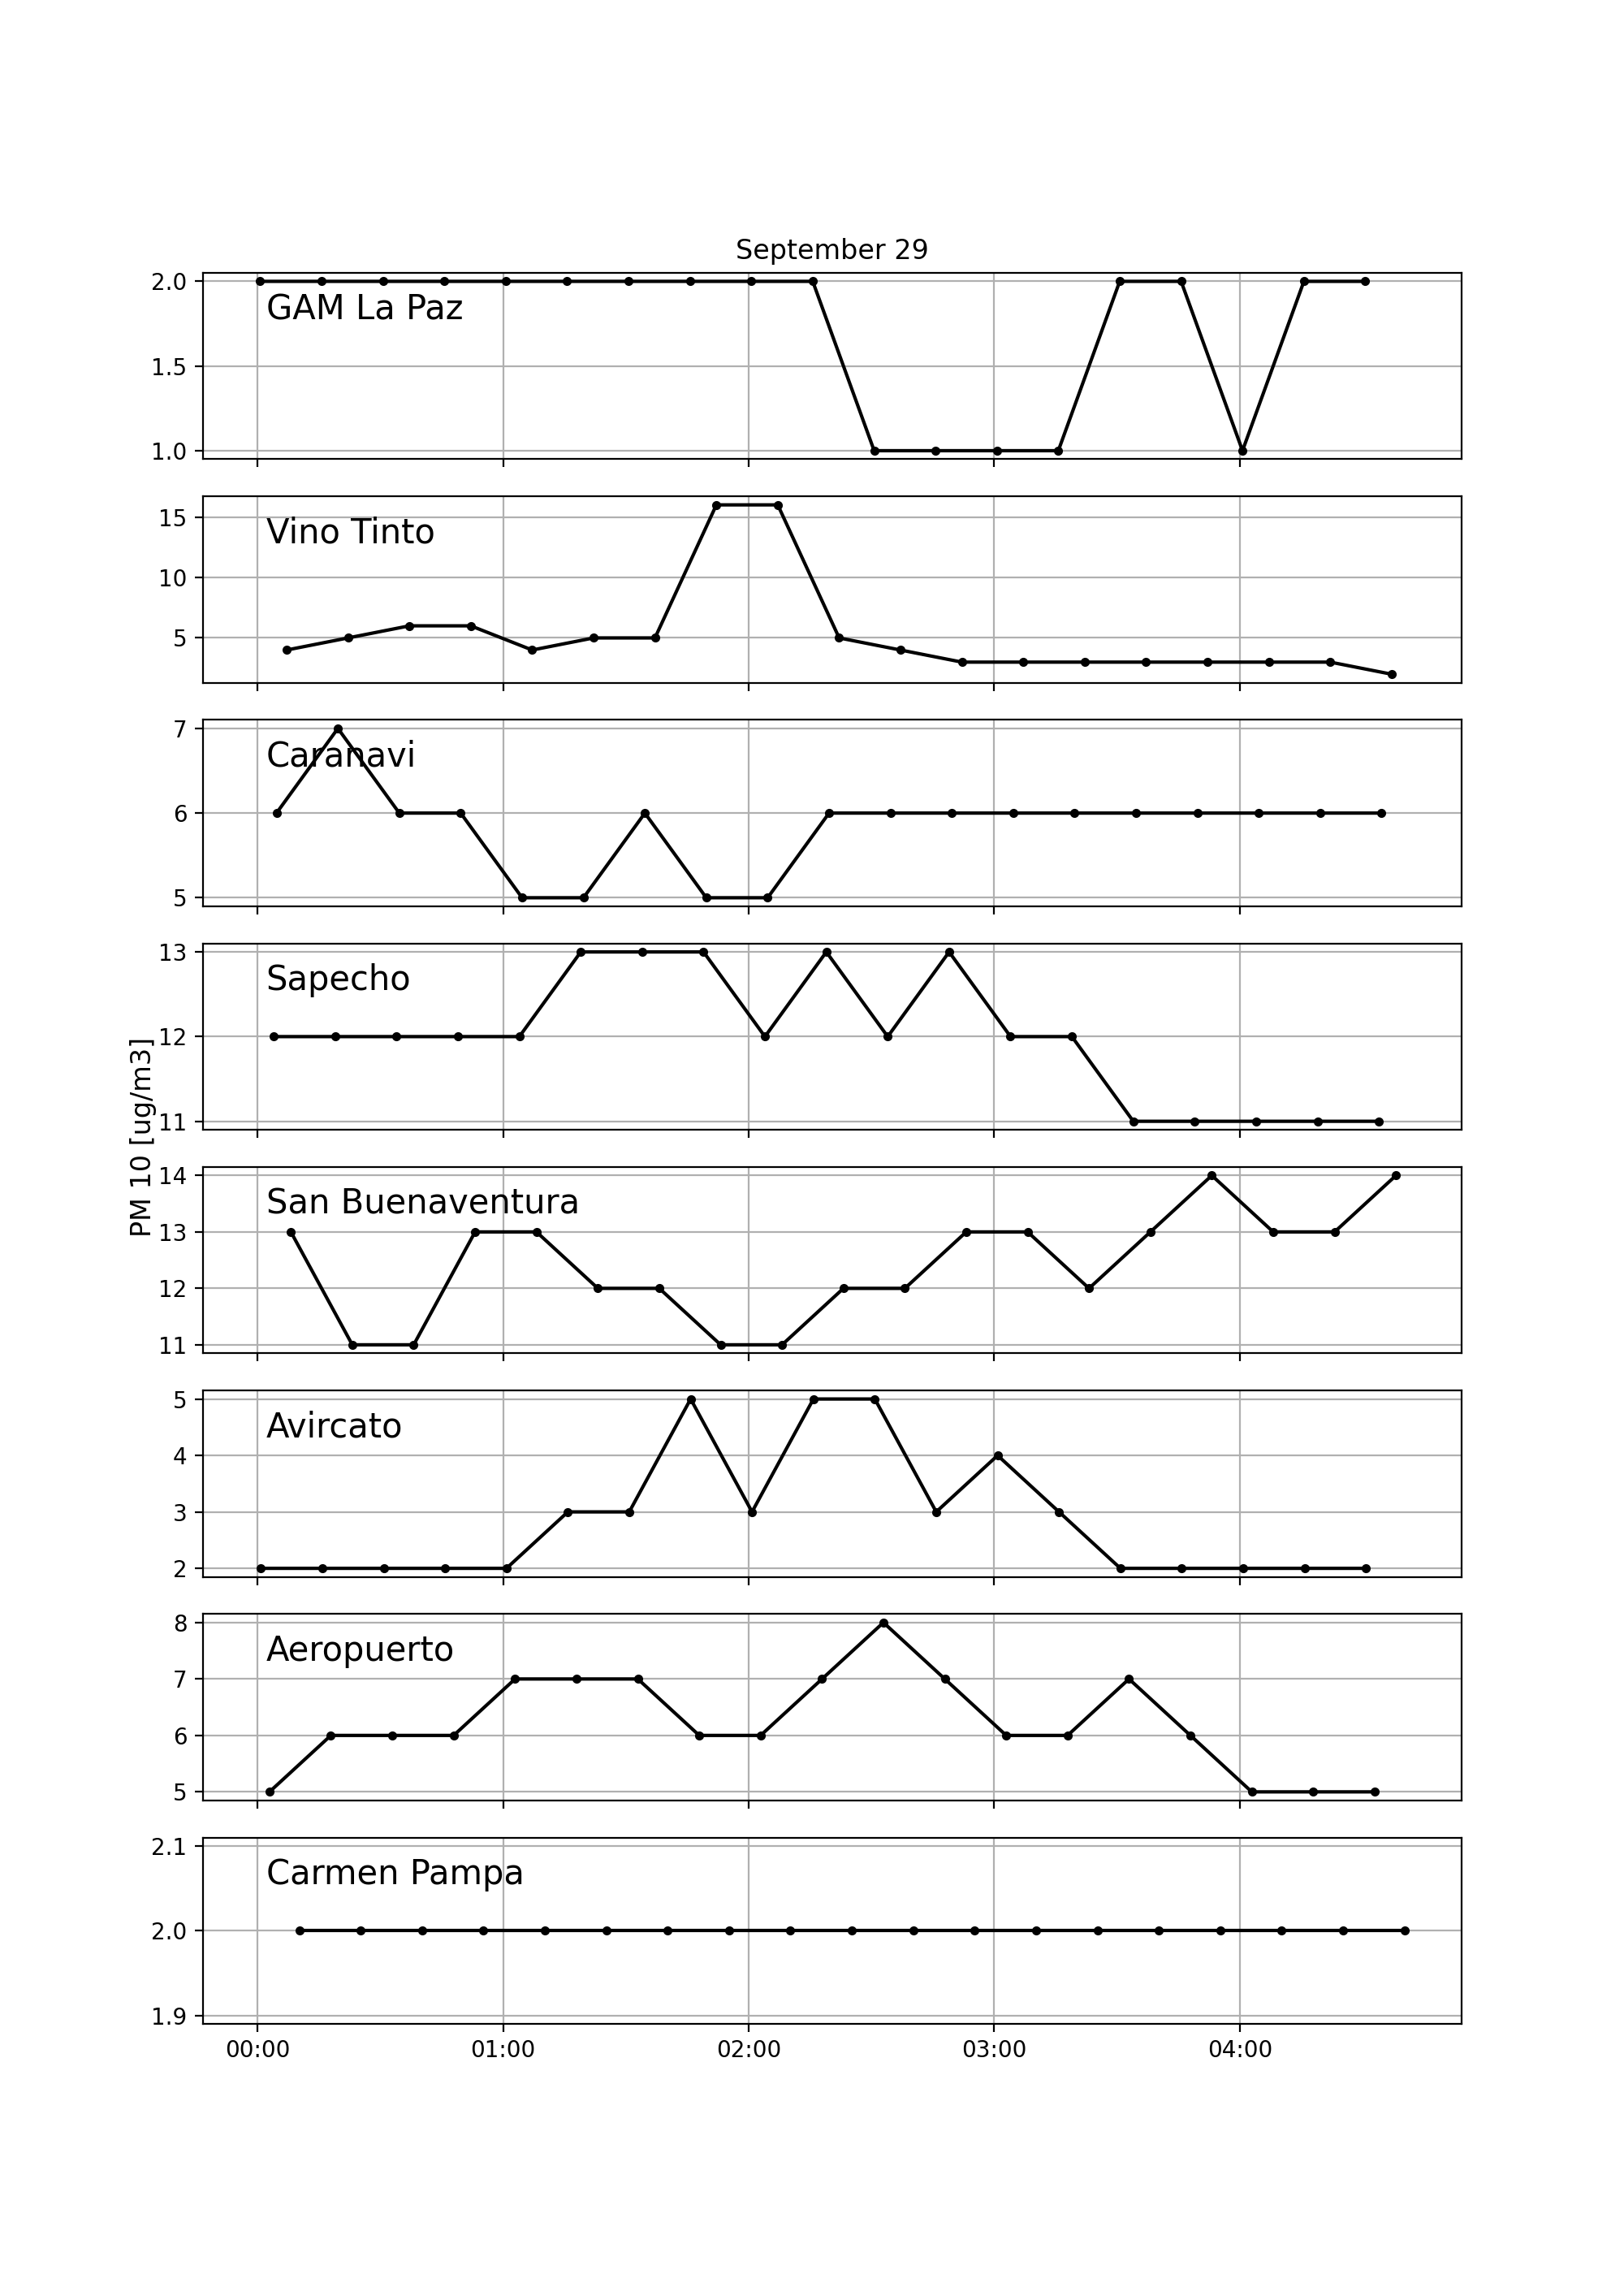 September 29
2.0
GAM La Paz
1.5
1.0
15
Vino Tinto
10
5
7
Caranavi
6
5
13
Sapecho
12
11
PM 10 [ug/m3]
14
San Buenaventura
13
12
11
5
Avircato
4
3
2
8
Aeropuerto
7
6
5
2.1
Carmen Pampa
2.0
1.9
00:00 01:00 02:00 03:00 04:00